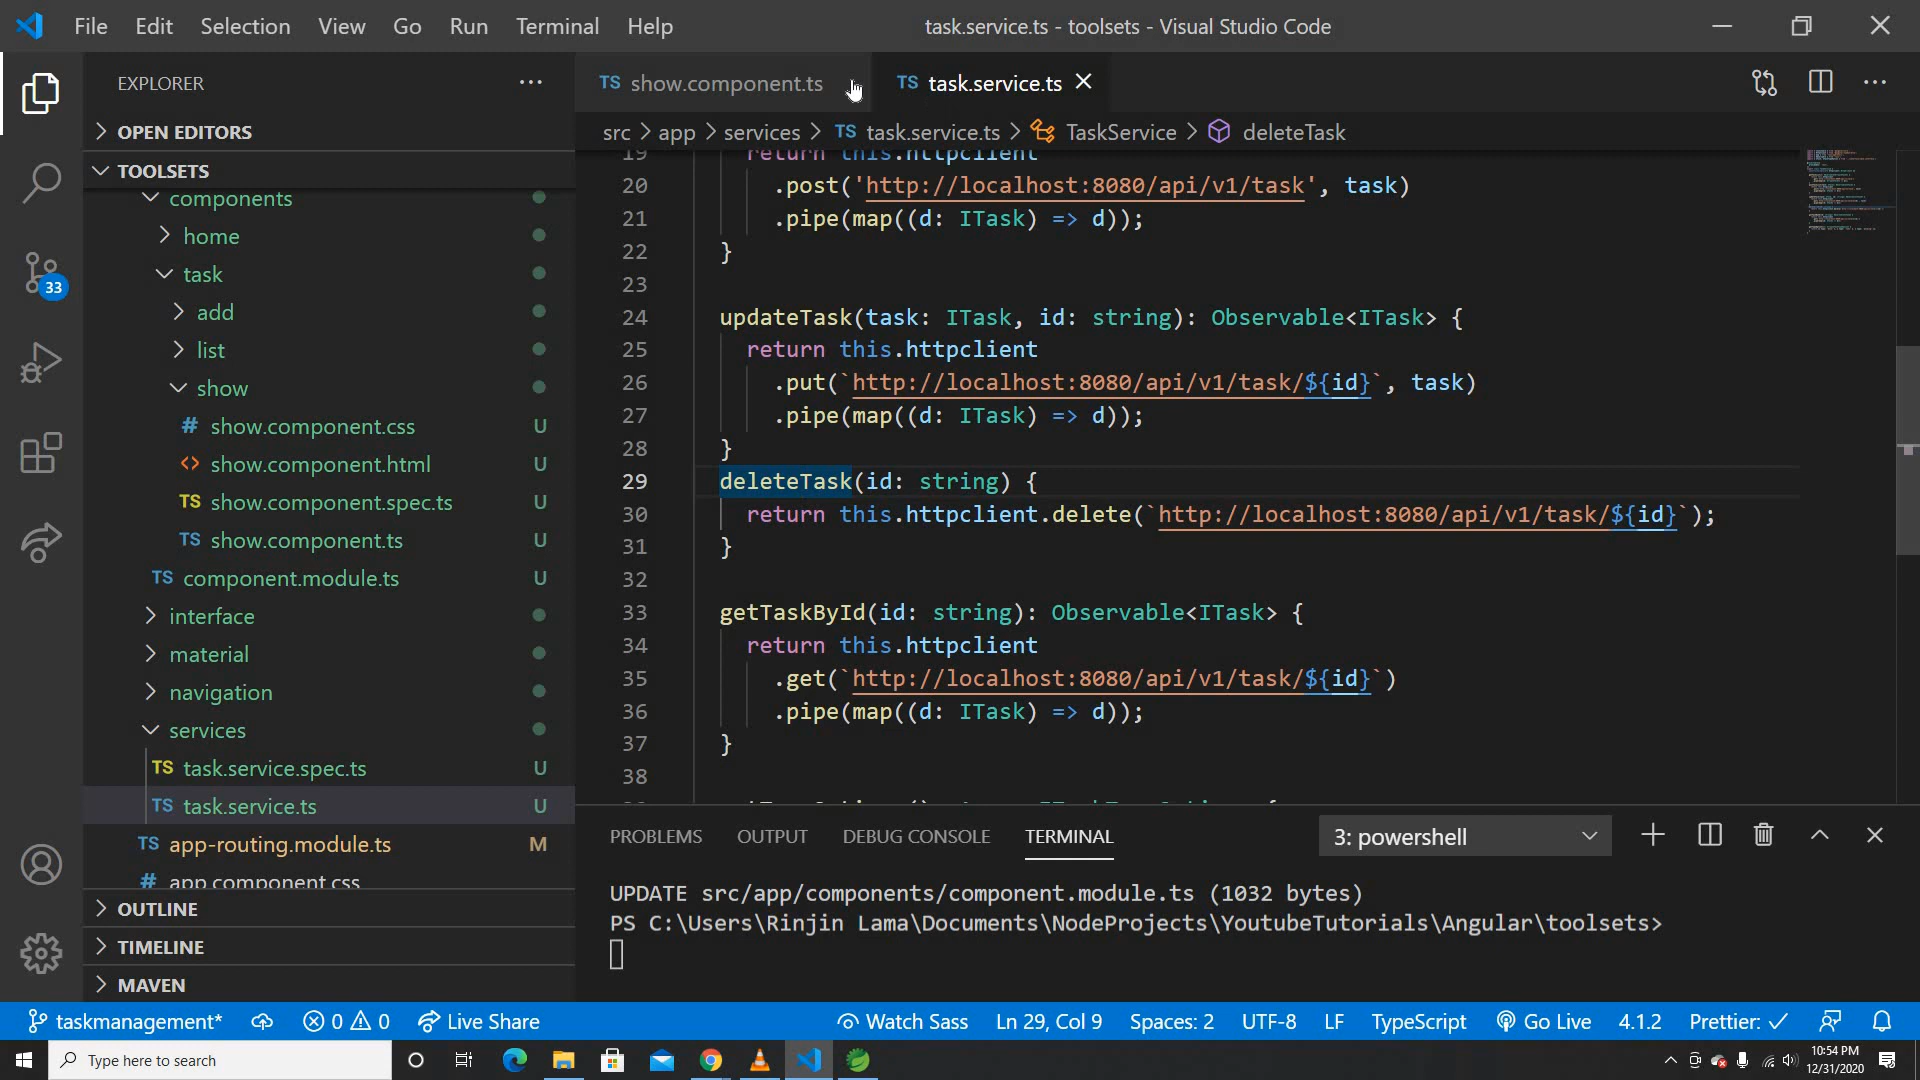 File Edit Selection View Go Run Terminal Help
task.service.ts - toolsets - Visual Studio Code
EXPLORER ...
OPEN EDITORS
TOOLSETS
components
home
task
add
list
show
# show.component.css U
<> show.component.html U
TS show.component.spec.ts U
TS show.component.ts U
TS component.module.ts U
interface
material
navigation
services
TS task.service.spec.ts U
TS task.service.ts U
TS app-routing.module.ts M
# app.component.css
OUTLINE
TIMELINE
MAVEN
33
TS show.component.ts
TS task.service.ts
src > app > services > TS task.service.ts > TaskService > deleteTask
19 return this.httpclient
20 .post('http://localhost:8080/api/v1/task', task)
21 .pipe(map((d: ITask) => d));
22 }
23
24 updateTask(task: ITask, id: string): Observable<ITask> {
25 return this.httpclient
26 .put(`http://localhost:8080/api/v1/task/${id}`, task)
27 .pipe(map((d: ITask) => d));
28 }
29 deleteTask(id: string) {
30 return this.httpclient.delete(`http://localhost:8080/api/v1/task/${id}`);
31 }
32
33 getTaskById(id: string): Observable<ITask> {
34 return this.httpclient
35 .get(`http://localhost:8080/api/v1/task/${id}`)
36 .pipe(map((d: ITask) => d));
37 }
38
PROBLEMS OUTPUT DEBUG CONSOLE TERMINAL 3: powershell
UPDATE src/app/components/component.module.ts (1032 bytes)
PS C:\Users\Rinjin Lama\Documents\NodeProjects\YoutubeTutorials\Angular\toolsets>
taskmanagement* 0 0 Live Share Watch Sass Ln 29, Col 9 Spaces: 2 UTF-8 LF TypeScript Go Live 4.1.2 Prettier: ✓
Type here to search
10:54 PM
12/31/2020